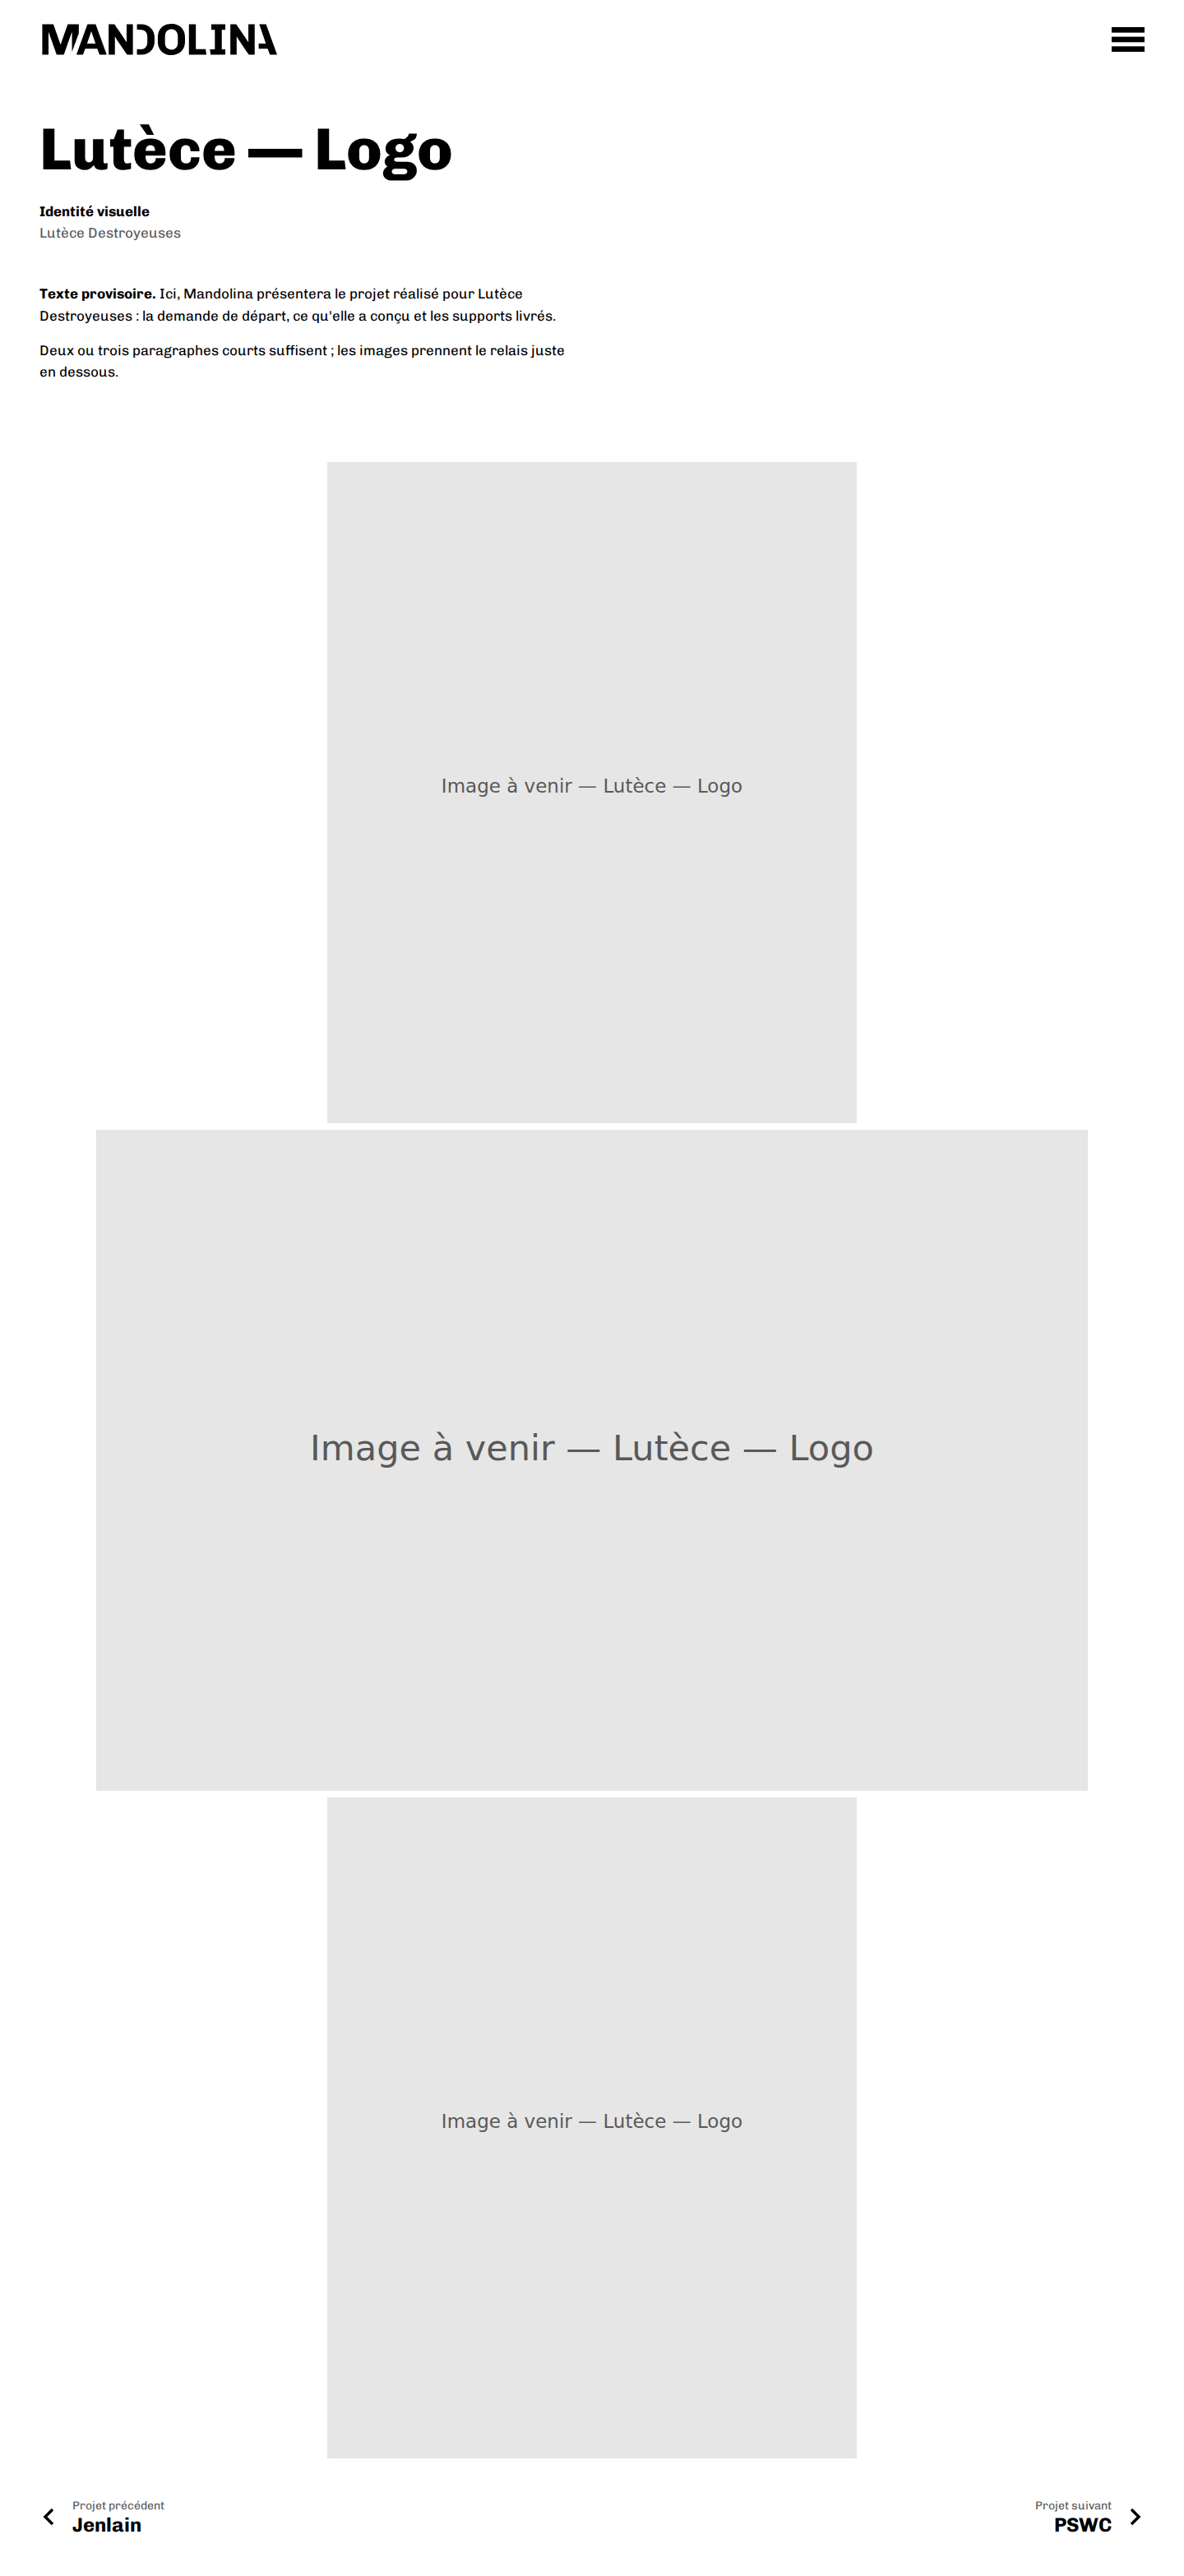 MANDOLINA
Lutèce — Logo
Identité visuelle
Lutèce Destroyeuses
Texte provisoire. Ici, Mandolina présentera le projet réalisé pour Lutèce
Destroyeuses : la demande de départ, ce qu'elle a conçu et les supports livrés.
Deux ou trois paragraphes courts suffisent ; les images prennent le relais juste
en dessous.
Image à venir — Lutèce — Logo
Image à venir — Lutèce — Logo
Image à venir — Lutèce — Logo
Projet précédent
Jenlain
Projet suivant
PSWC